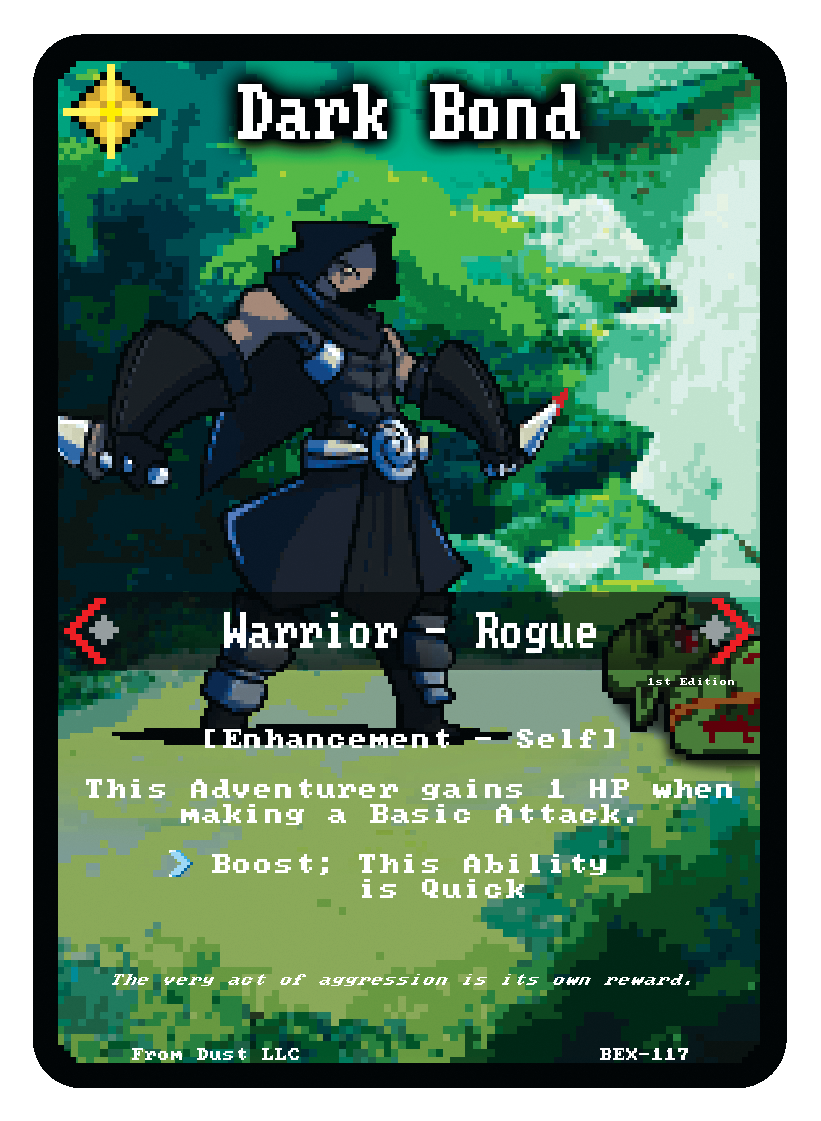 Dark Bond
Warrior - Rogue
1st Edition
[Enhancement - Self]
This Adventurer gains 1 HP when
making a Basic Attack.
Boost; This Ability
is Quick
The very act of aggression is its own reward.
From Dust LLC
BEX-117